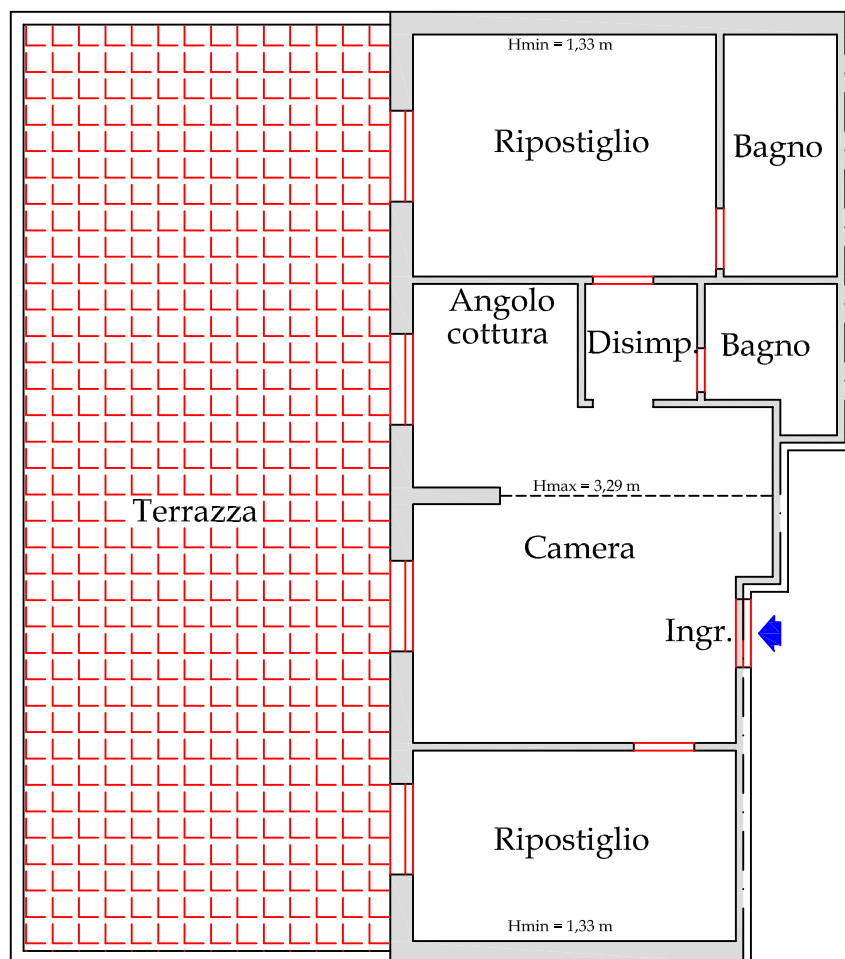 Hmin = 1,33 m
Ripostiglio
Bagno
Angolo
cottura
Disimp.
Bagno
Hmax = 3,29 m
Terrazza
Camera
Ingr.
Ripostiglio
Hmin = 1,33 m